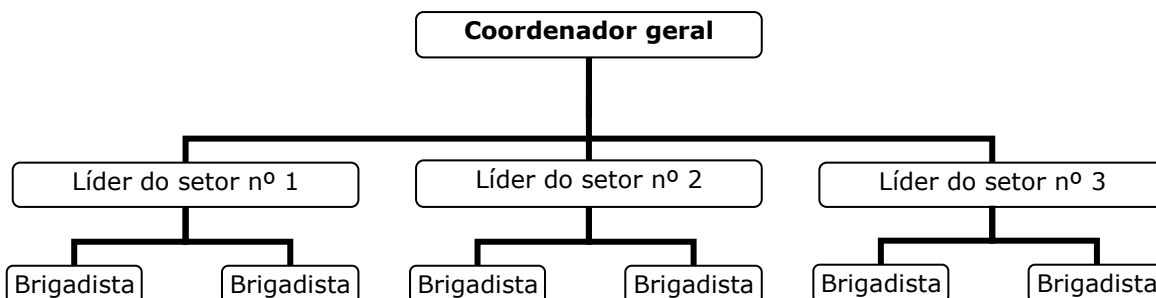 Coordenador geral
Líder do setor nº 1
Líder do setor nº 2
Líder do setor nº 3
Brigadista
Brigadista
Brigadista
Brigadista
Brigadista
Brigadista